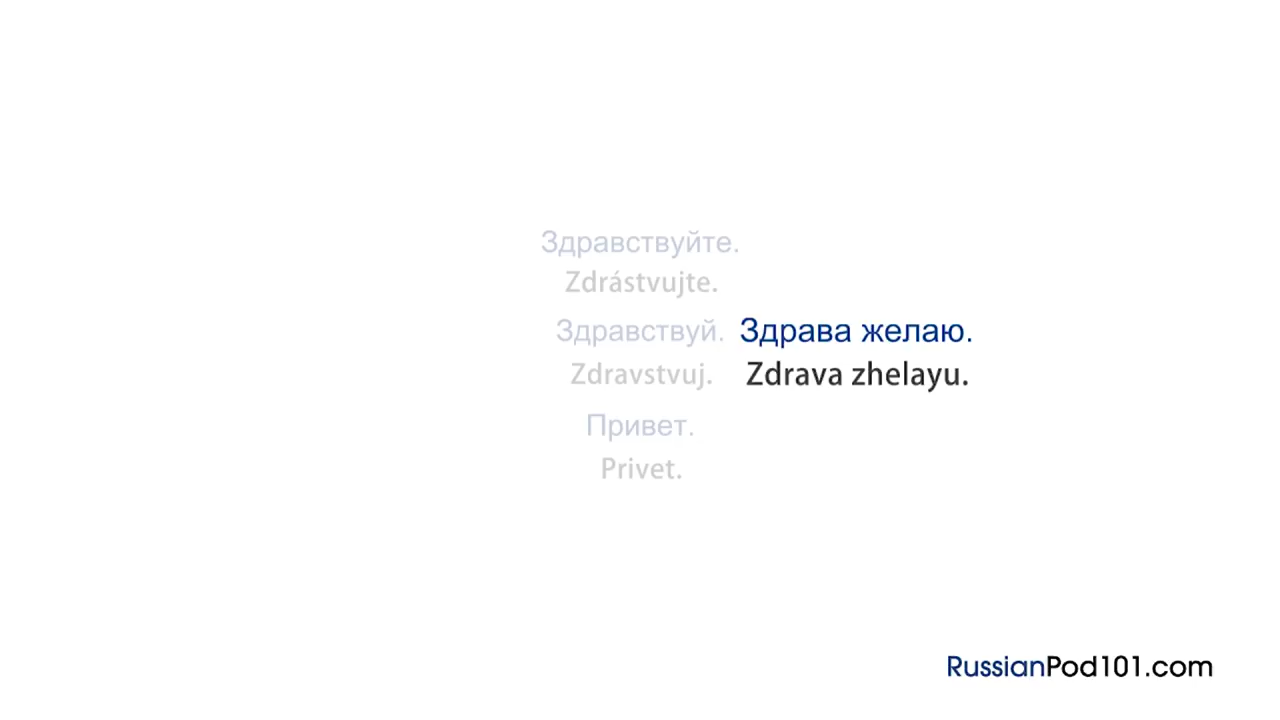 Здравствуйте.
Zdrástvujte.
Здравствуй. Здрава желаю.
Zdravstvuj. Zdrava zhelayu.
Привет.
Privet.
RussianPod101.com